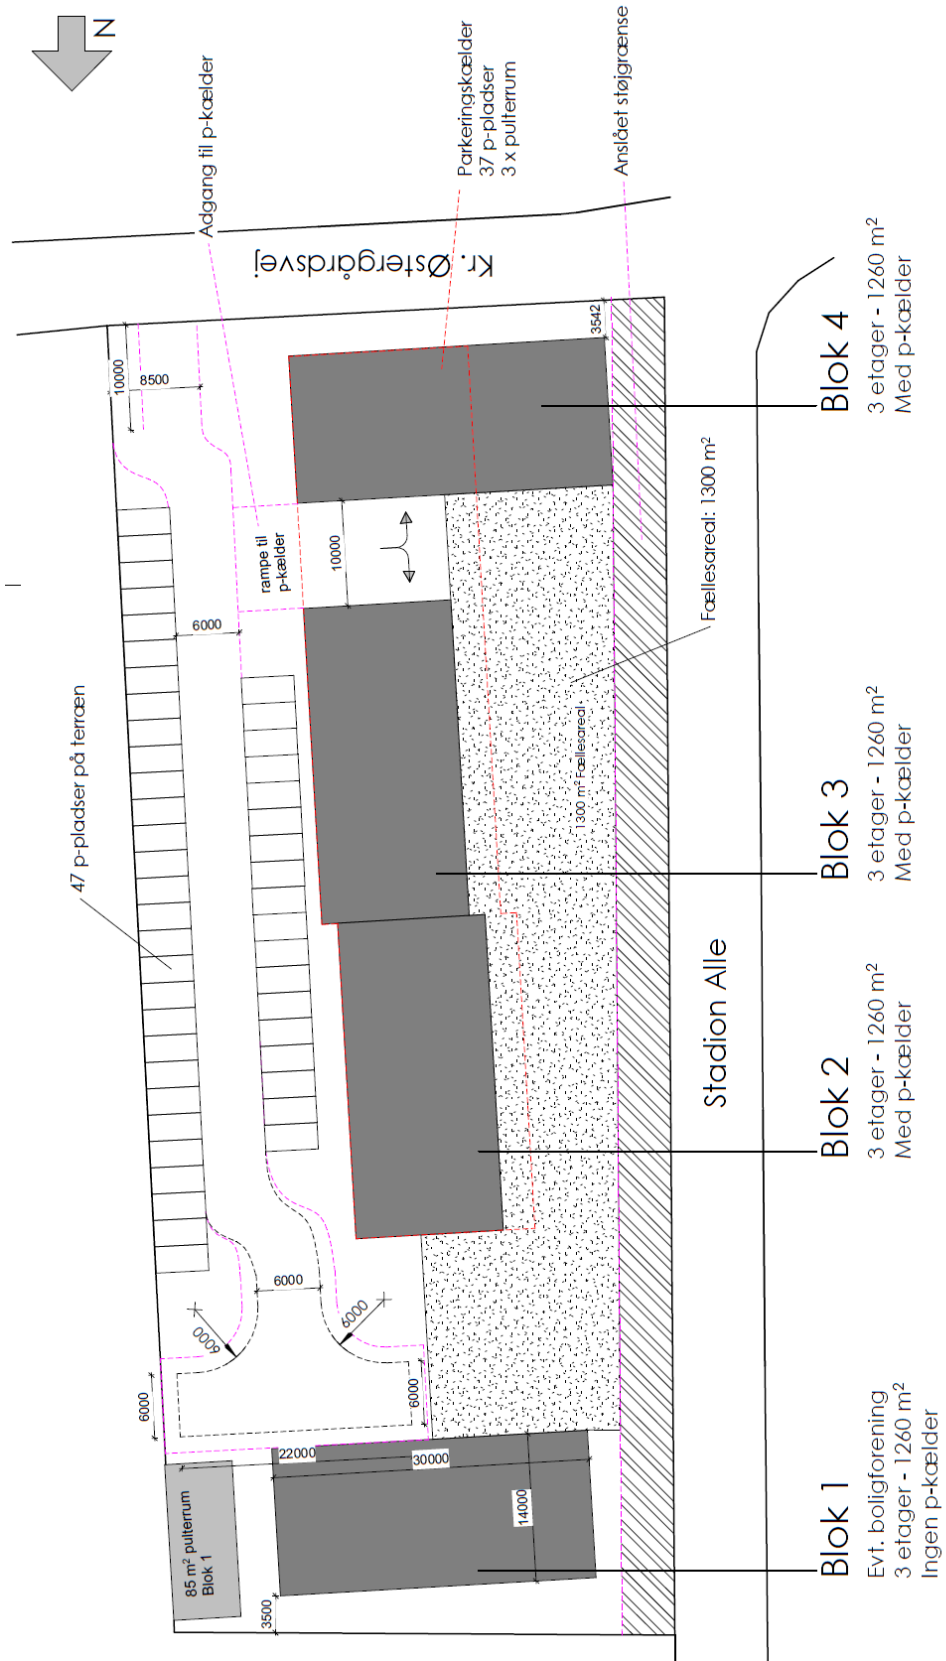 N
Adgang til p-kælder
Parkeringskælder
37 p-pladser
3 x pulterrum
Anslået støjgrænse
Kr. Østergårdsvej
10000
8500
3542
rampe til
p-kælder
10000
6000
47 p-pladser på terræn
Fællesareal: 1300 m²
1300 m² Fællesareal
6000
6000
6000
6000
6000
22000
30000
14000
3500
85 m² pulterrum
Blok 1
Stadion Alle
Blok 1
Evt. boligforening
3 etager - 1260 m²
Ingen p-kælder
Blok 2
3 etager - 1260 m²
Med p-kælder
Blok 3
3 etager - 1260 m²
Med p-kælder
Blok 4
3 etager - 1260 m²
Med p-kælder